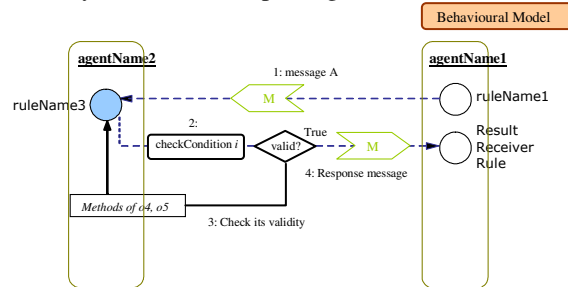 Behavioural Model
agentName2
agentName1
1: message A
M
ruleName3
ruleName1
2:
checkCondition i
valid?
True
M
Result
Receiver
Rule
4: Response message
Methods of o4, o5
3: Check its validity